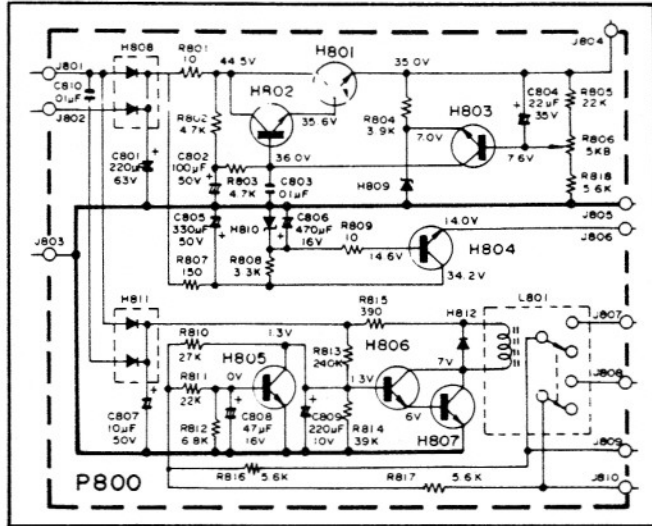 J804
H808
J801
R801
10
44.5V
H801
35.0V
C810
.01µF
H802
J802
35.6V
R804
3.9K
H803
C804
22µF
35V
R805
22K
R802
4.7K
7.0V
R806
5KB
C801
220µF
63V
C802
100µF
50V
36.0V
7.6V
R803
4.7K
C803
.01µF
H809
R818
5.6K
J805
C805
330µF
50V
H810
C806
470µF
16V
R809
10
14.0V
J806
J803
14.6V
H804
R807
150
R808
3.3K
34.2V
H811
R815
390
H812
L801
J807
R810
27K
1.3V
H805
R813
240K
H806
7V
R811
22K
0V
1.3V
J808
6V
C807
10µF
50V
R812
6.8K
C808
47µF
16V
C809
220µF
10V
R814
39K
H807
J809
P800
R816
5.6K
R817
5.6K
J810